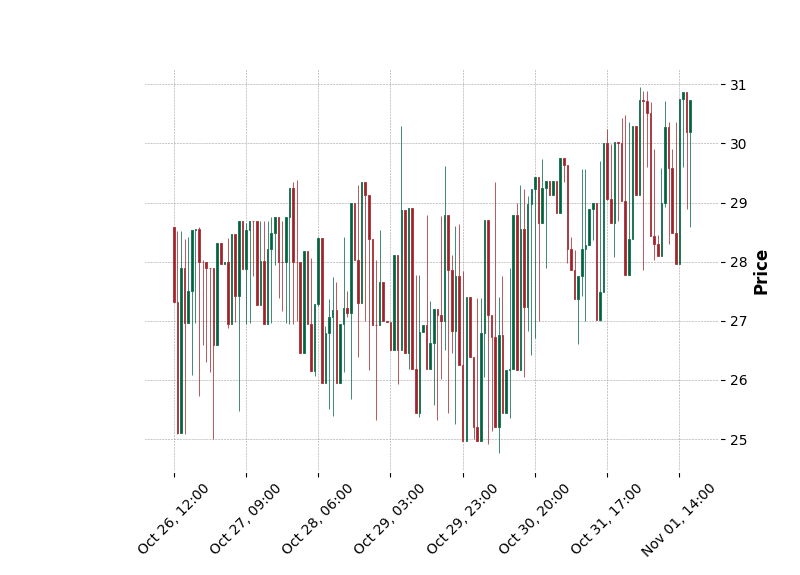 31
30
29
28
27
26
25
Price
Oct 26, 12:00
Oct 27, 09:00
Oct 28, 06:00
Oct 29, 03:00
Oct 29, 23:00
Oct 30, 20:00
Oct 31, 17:00
Nov 01, 14:00